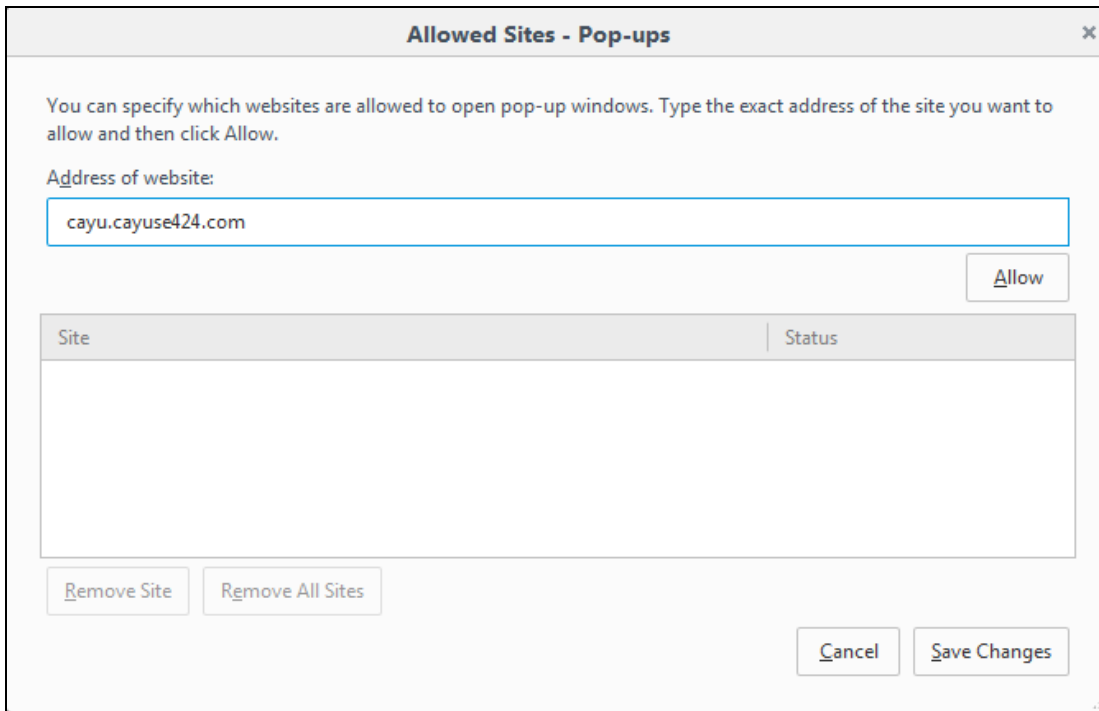 Allowed Sites - Pop-ups
You can specify which websites are allowed to open pop-up windows. Type the exact address of the site you want to
allow and then click Allow.
Address of website:
cayu.cayuse424.com
Allow
Site Status
Remove Site Remove All Sites
Cancel Save Changes